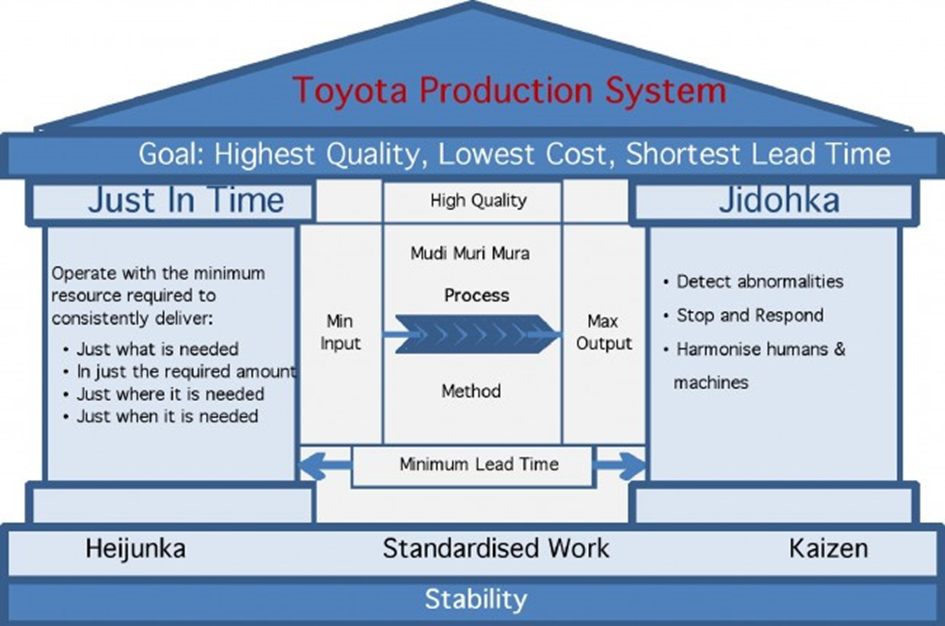 Toyota Production System
Goal: Highest Quality, Lowest Cost, Shortest Lead Time
Just In Time
Operate with the minimum
resource required to
consistently deliver:
• Just what is needed
• In just the required amount
• Just where it is needed
• Just when it is needed
High Quality
Mudi Muri Mura
Process
Min
Input
Max
Output
Method
Minimum Lead Time
Jidohka
• Detect abnormalities
• Stop and Respond
• Harmonise humans &
machines
Heijunka
Standardised Work
Kaizen
Stability